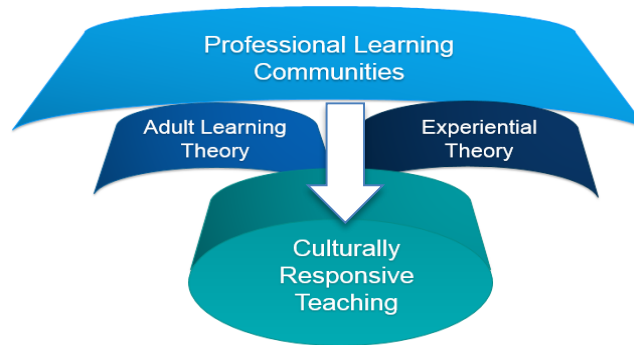 Professional Learning
Communities
Adult Learning
Theory
Experiential
Theory
Culturally
Responsive
Teaching